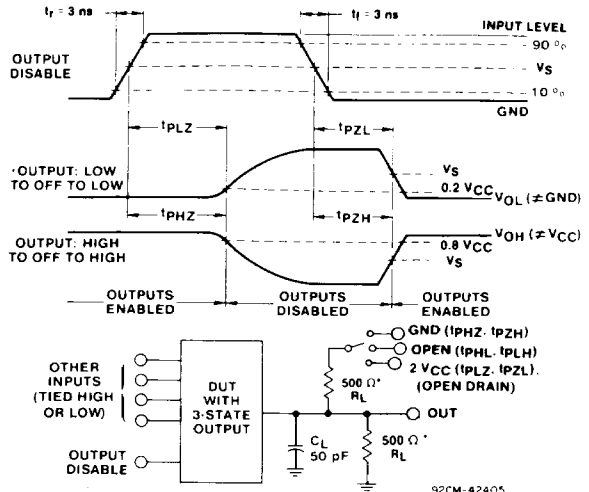 tr = 3 ns
tf = 3 ns
INPUT LEVEL
90 %
OUTPUT
DISABLE
VS
10 %
GND
tPLZ
tPZL
OUTPUT: LOW
TO OFF TO LOW
VS
0.2 VCC
VOL (≠GND)
tPHZ
tPZH
OUTPUT: HIGH
TO OFF TO HIGH
VOH (≠VCC)
0.8 VCC
VS
OUTPUTS
ENABLED
OUTPUTS
DISABLED
OUTPUTS
ENABLED
GND (tPHZ. tPZH)
OPEN (tPHL. tPLH)
2 VCC (tPLZ. tPZL).
(OPEN DRAIN)
OTHER
INPUTS
(TIED HIGH
OR LOW)
DUT
WITH
3-STATE
OUTPUT
500 Ω*
RL
OUT
CL
50 pF
500 Ω*
RL
OUTPUT
DISABLE
92CM-42405